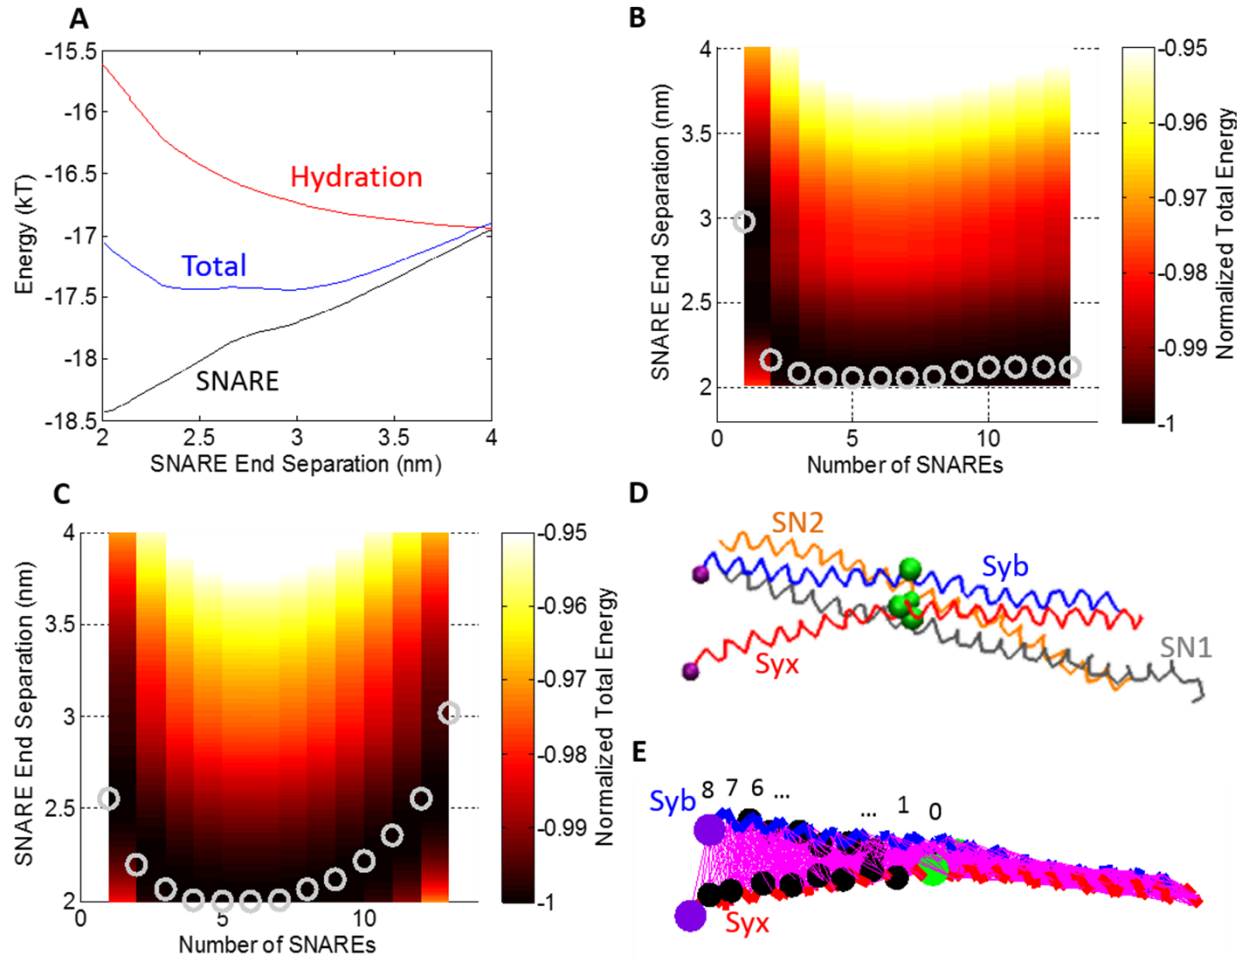 A
Energy (kT)
-15.5
-16
-16.5
-17
-17.5
-18
-18.5
Hydration
Total
SNARE
2
2.5
3
3.5
4
SNARE End Separation (nm)
B
SNARE End Separation (nm)
4
3.5
3
2.5
2
0
5
10
Number of SNAREs
-0.95
-0.96
-0.97
-0.98
-0.99
-1
Normalized Total Energy
C
SNARE End Separation (nm)
4
3.5
3
2.5
2
0
5
10
Number of SNAREs
-0.95
-0.96
-0.97
-0.98
-0.99
-1
Normalized Total Energy
D
SN2
Syb
Syx
SN1
E
Syb
8 7 6 ... ... 1 0
Syx